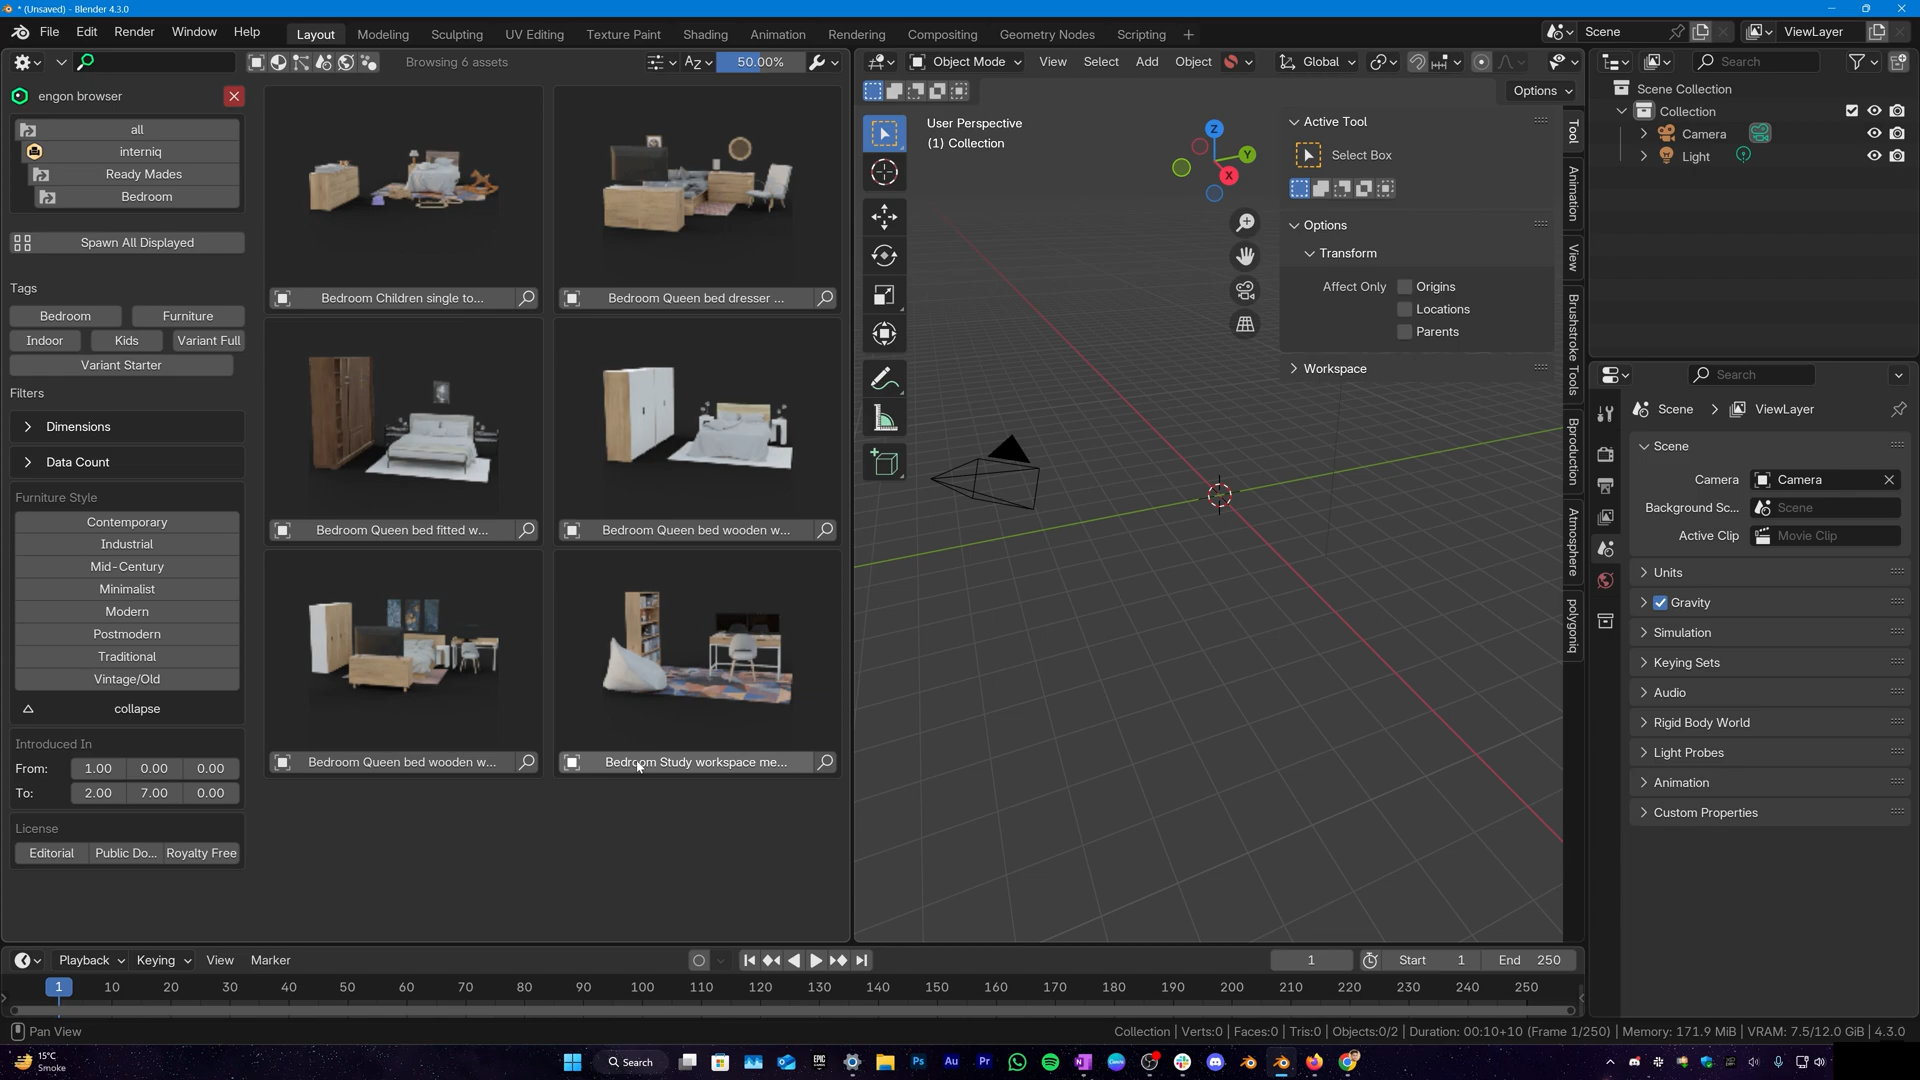 * (Unsaved) - Blender 4.3.0
File Edit Render Window Help
Layout Modeling Sculpting UV Editing Texture Paint Shading Animation Rendering Compositing Geometry Nodes Scripting +
Scene ViewLayer
Browsing 6 assets 50.00%
Object Mode View Select Add Object Global
Search
Options
engon browser
all
interniq
Ready Mades
Bedroom
Spawn All Displayed
Tags
Bedroom Furniture
Indoor Kids Variant Full
Variant Starter
Filters
Dimensions
Data Count
Furniture Style
Contemporary
Industrial
Mid-Century
Minimalist
Modern
Postmodern
Traditional
Vintage/Old
collapse
Introduced In
From: 1.00 0.00 0.00
To: 2.00 7.00 0.00
License
Editorial Public Do... Royalty Free
Bedroom Children single to...
Bedroom Queen bed dresser ...
Bedroom Queen bed fitted w...
Bedroom Queen bed wooden w...
Bedroom Queen bed wooden w...
Bedroom Study workspace me...
User Perspective
(1) Collection
Z
Y
X
Active Tool
Select Box
Options
Transform
Affect Only Origins
Locations
Parents
Workspace
Tool
Animation
View
Brushstroke Tools
Bproduction
Atmosphere
polygoniq
Scene Collection
Collection
Camera
Light
Search
Scene > ViewLayer
Scene
Camera Camera
Background Sc... Scene
Active Clip Movie Clip
Units
Gravity
Simulation
Keying Sets
Audio
Rigid Body World
Light Probes
Animation
Custom Properties
Playback Keying View Marker
1 Start 1 End 250
1 10 20 30 40 50 60 70 80 90 100 110 120 130 140 150 160 170 180 190 200 210 220 230 240 250
Pan View
Collection | Verts:0 | Faces:0 | Tris:0 | Objects:0/2 | Duration: 00:10+10 (Frame 1/250) | Memory: 171.9 MiB | VRAM: 7.5/12.0 GiB | 4.3.0
15°C
Smoke
Search
EPIC
Ps
Au
Pr